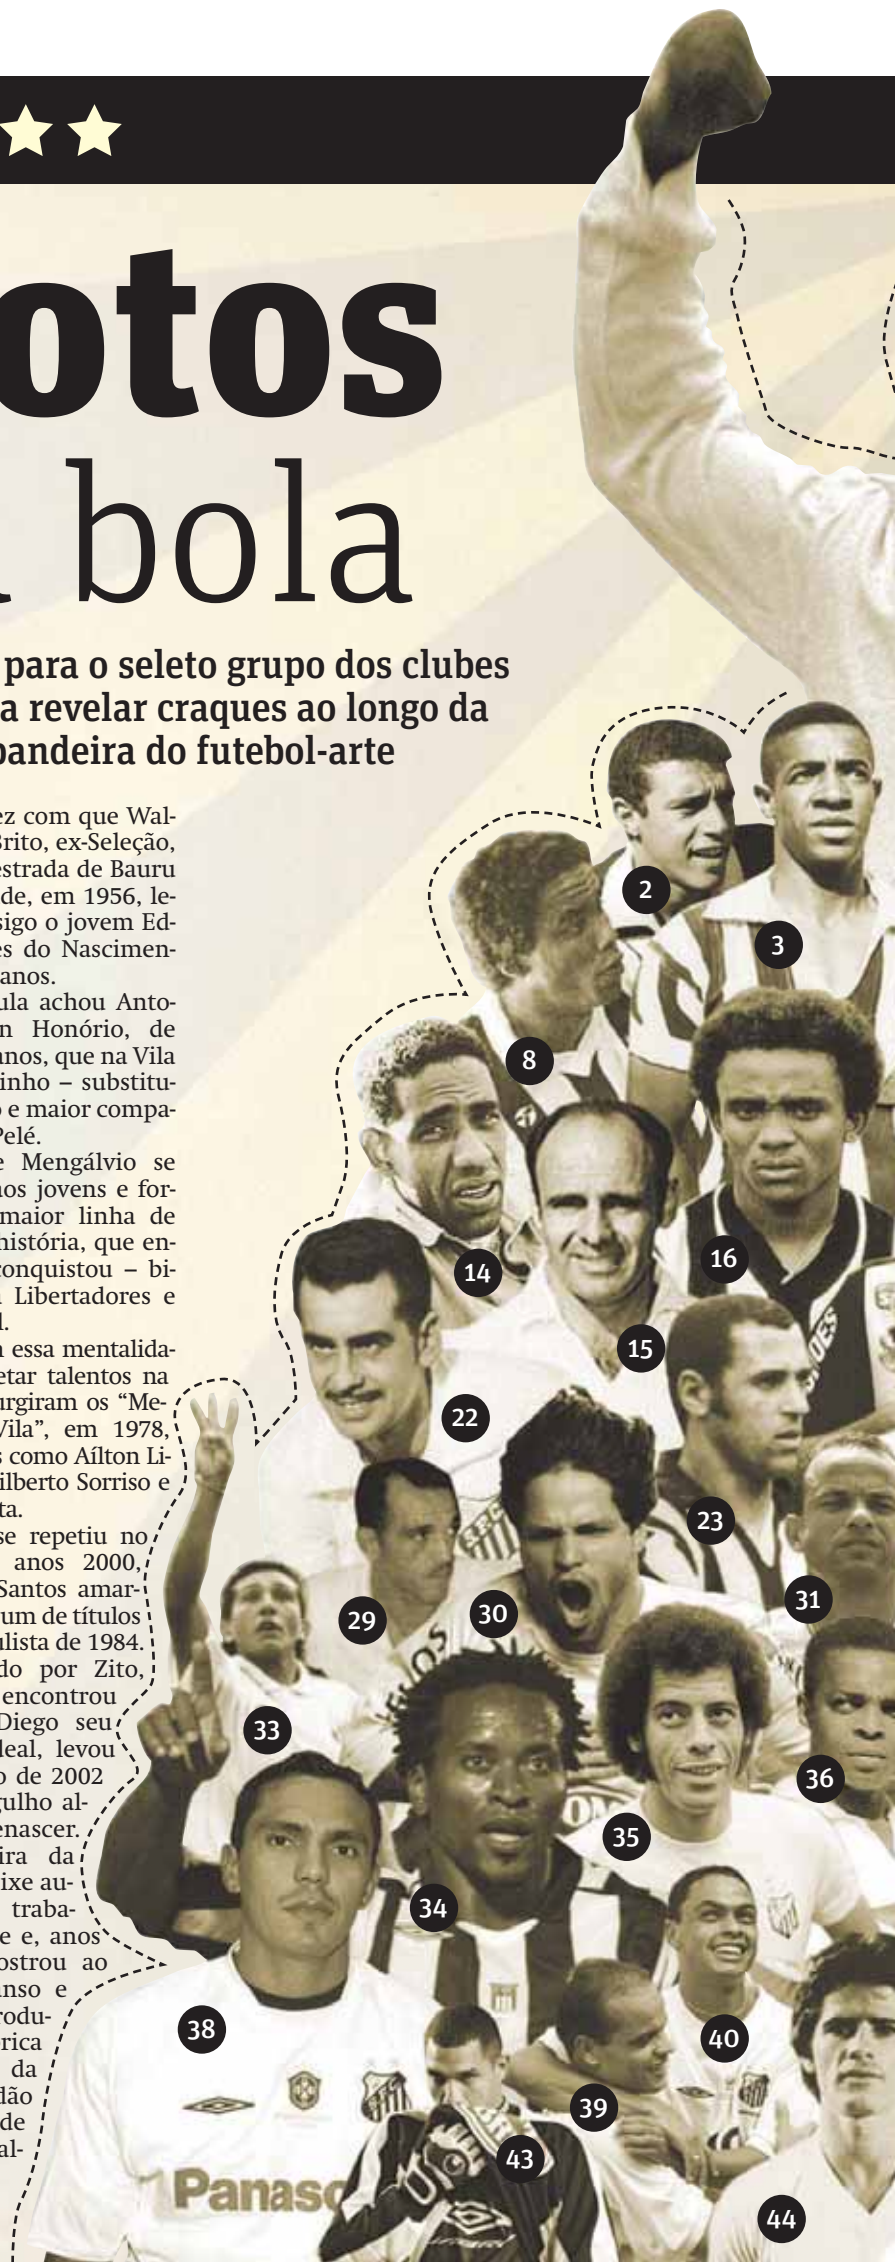 otos
bola
para o seleto grupo dos clubes
a revelar craques ao longo da
bandeira do futebol-arte
ez com que Wal-
Brito, ex-Seleção,
estrada de Bauru
de, em 1956, le-
sigo o jovem Ed-
es do Nascimen-
anos.
ula achou Anto-
n Honório, de
anos, que na Vila
inho – substitu-
o e maior compa-
Pelé.
e Mengálvio se
aos jovens e for-
maior linha de
história, que en-
conquistou – bi-
a Libertadores e
l.
n essa mentalida-
etar talentos na
urgiram os “Me-
Vila”, em 1978,
s como Aílton Li-
ilberto Sorriso e
ta.
se repetiu no
anos 2000,
Santos amar-
um de títulos
ulista de 1984.
do por Zito,
encontrou
Diego seu
deal, levou
o de 2002
gulho al-
enascer.
ira da
ixe au-
traba-
e e, anos
ostrou ao
anso e
rodu-
rica
da
dão
de
al-
2
3
8
14
16
15
22
23
29
30
31
33
36
35
34
38
40
39
43
44
Panaso